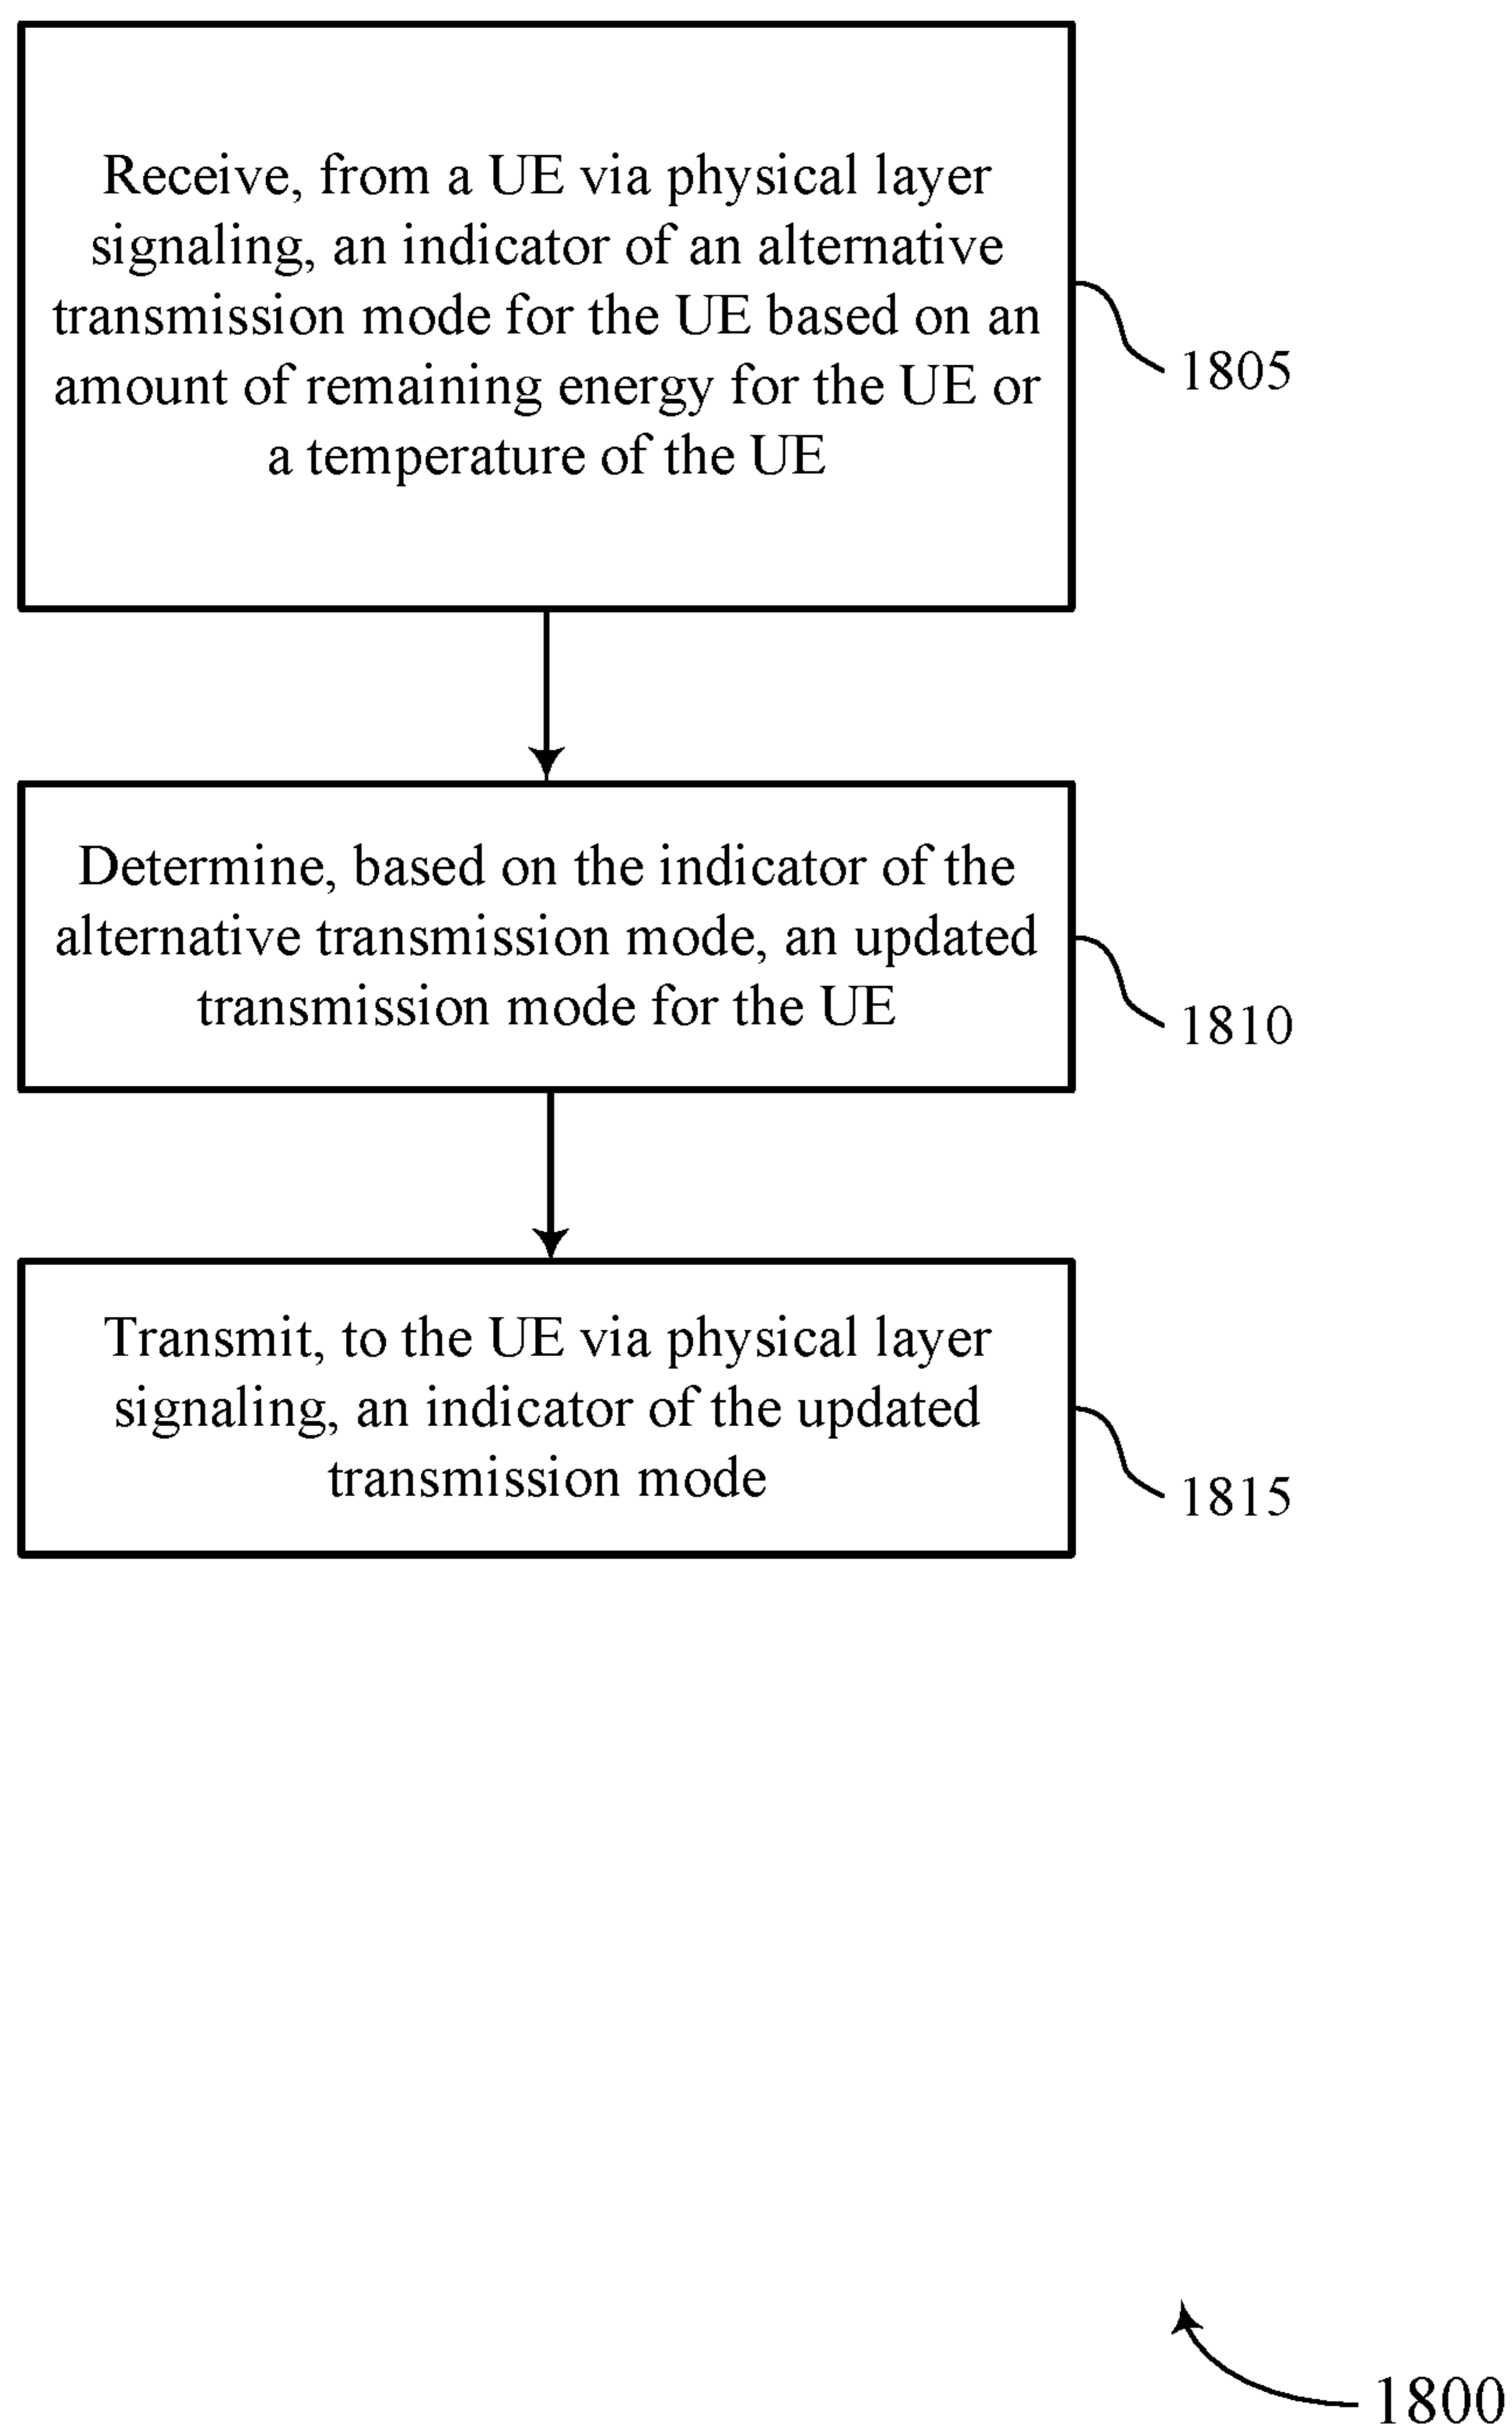 Receive, from a UE via physical layer
signaling, an indicator of an alternative
transmission mode for the UE based on an
amount of remaining energy for the UE or
a temperature of the UE
1805
Determine, based on the indicator of the
alternative transmission mode, an updated
transmission mode for the UE
1810
Transmit, to the UE via physical layer
signaling, an indicator of the updated
transmission mode
1815
1800